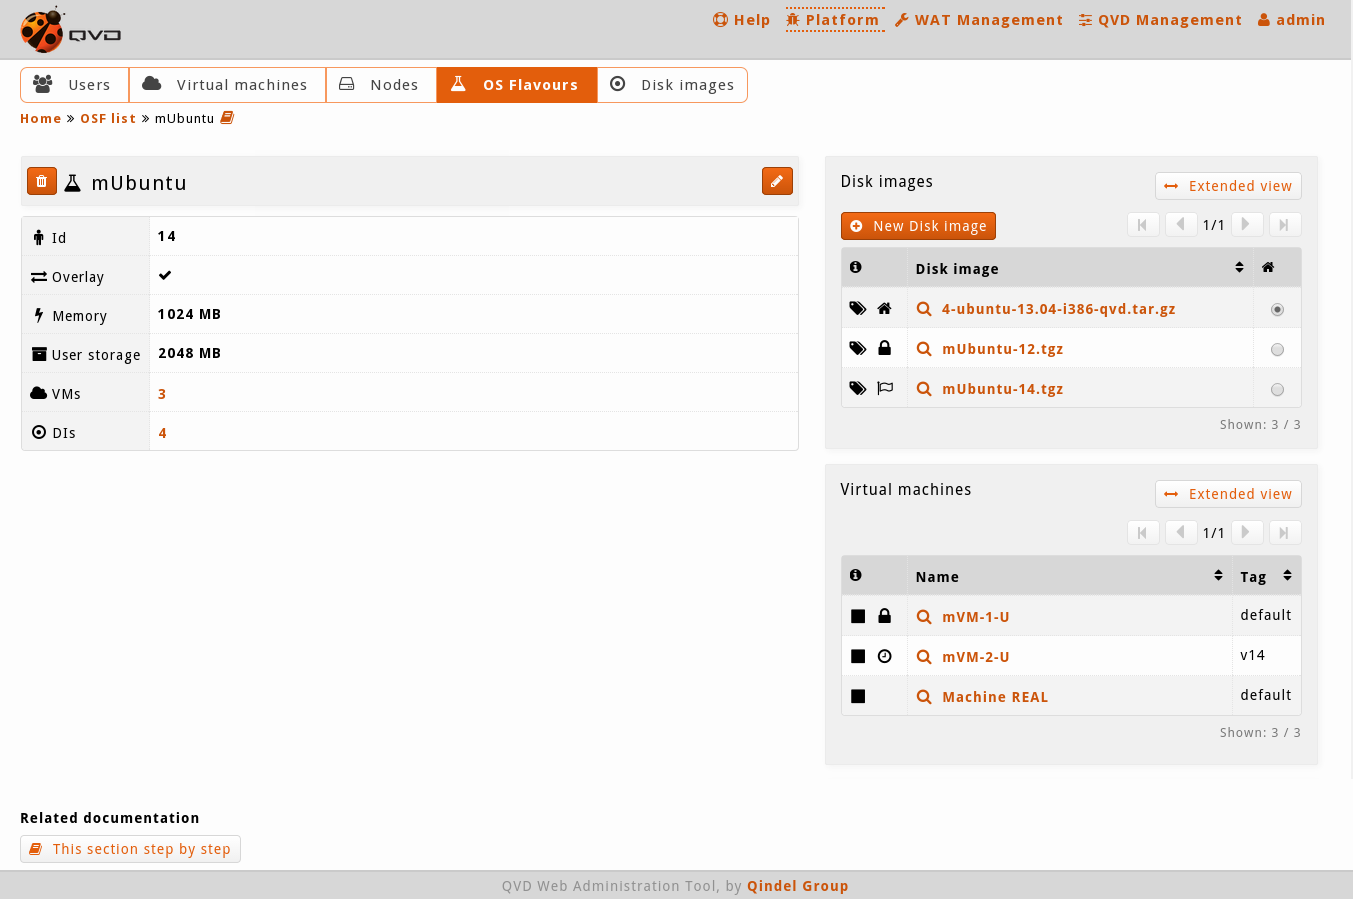 QVD
Help Platform WAT Management QVD Management admin
Users Virtual machines Nodes OS Flavours Disk images
Home » OSF list » mUbuntu
mUbuntu
Id 14
Overlay
Memory 1024 MB
User storage 2048 MB
VMs 3
DIs 4
Disk images
Extended view
New Disk image 1/1
Disk image
4-ubuntu-13.04-i386-qvd.tar.gz
mUbuntu-12.tgz
mUbuntu-14.tgz
Shown: 3 / 3
Virtual machines
Extended view
1/1
Name Tag
mVM-1-U default
mVM-2-U v14
Machine REAL default
Shown: 3 / 3
Related documentation
This section step by step
QVD Web Administration Tool, by Qindel Group